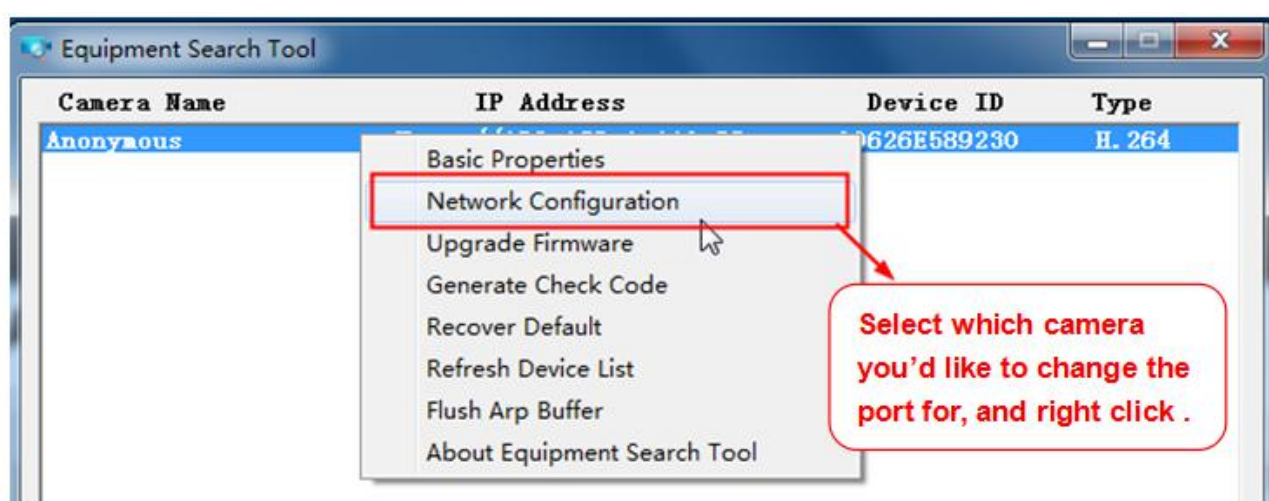 Equipment Search Tool
Camera Name IP Address Device ID Type
Anonymous 626E589230 H.264
Basic Properties
Network Configuration
Upgrade Firmware
Generate Check Code
Recover Default
Refresh Device List
Flush Arp Buffer
About Equipment Search Tool
Select which camera
you’d like to change the
port for, and right click .